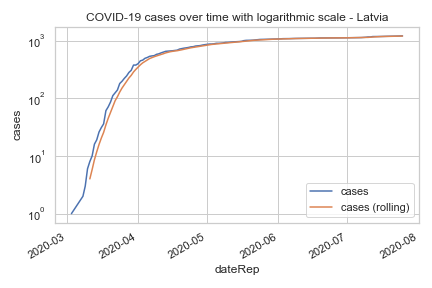 COVID-19 cases over time with logarithmic scale - Latvia
cases
10³
10²
10¹
10⁰
cases
cases (rolling)
2020-03
2020-04
2020-05
2020-06
2020-07
2020-08
dateRep